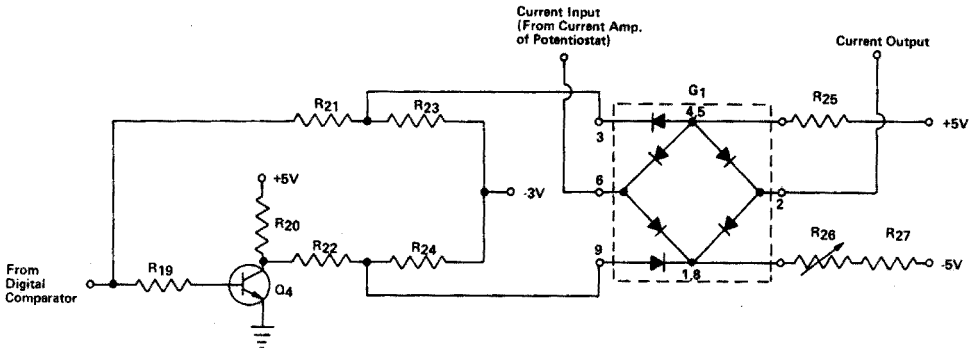 Current Input
(From Current Amp.
of Potentiostat)
Current Output
G1
R21
R23
4,5
R25
3
+5V
+5V
6
-3V
2
R20
R22
R24
9
R26
R27
From
Digital
Comparator
R19
Q4
1,8
-5V